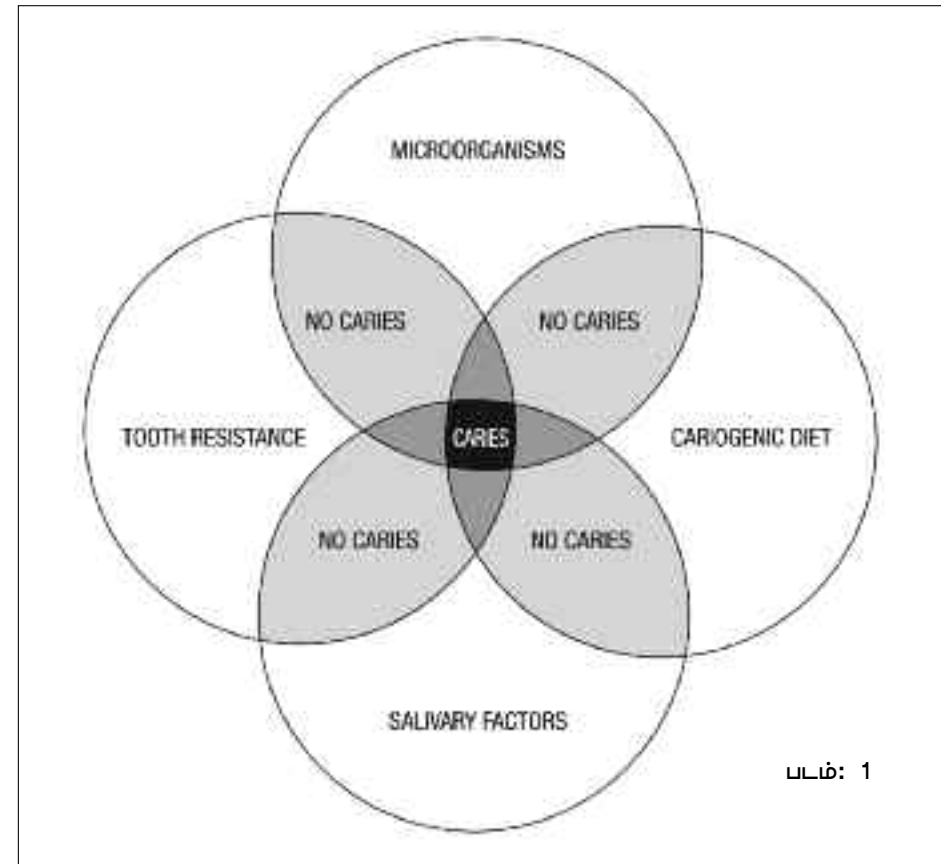 MICROORGANISMS
NO CARIES NO CARIES
TOOTH RESISTANCE CARIES CARIOGENIC DIET
NO CARIES NO CARIES
SALIVARY FACTORS
படம்: 1